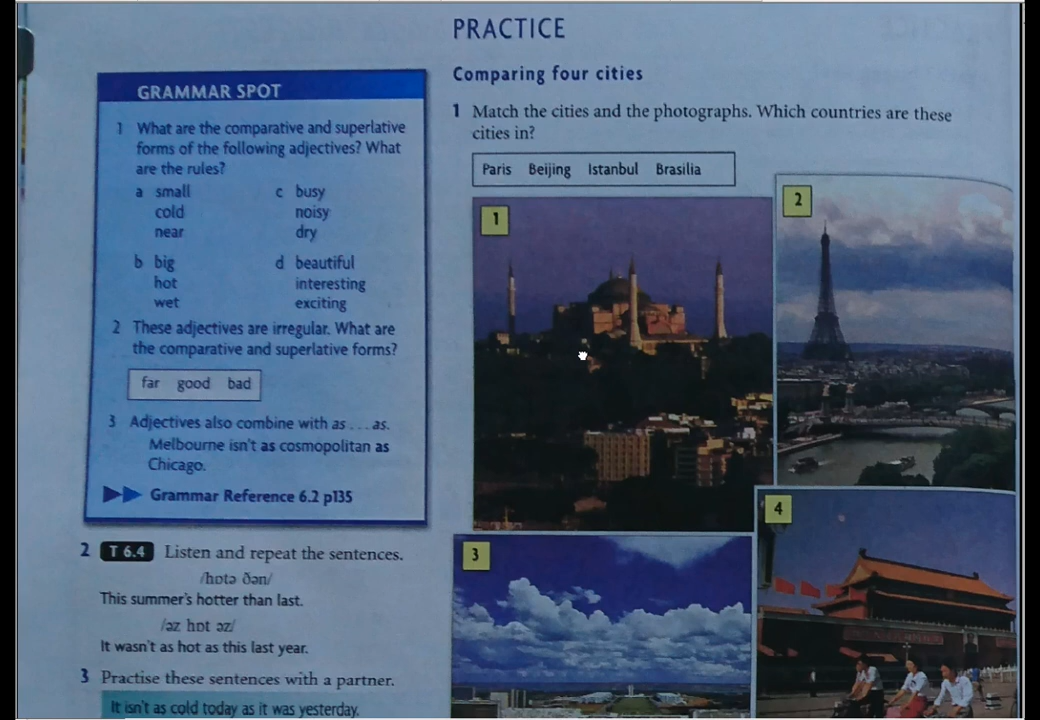 PRACTICE
GRAMMAR SPOT
1 What are the comparative and superlative
forms of the following adjectives? What
are the rules?
a small
cold
near
c busy
noisy
dry
b big
hot
wet
d beautiful
interesting
exciting
2 These adjectives are irregular. What are
the comparative and superlative forms?
far good bad
3 Adjectives also combine with as . . . as.
Melbourne isn't as cosmopolitan as
Chicago.
Grammar Reference 6.2 p135
2 T 6.4 Listen and repeat the sentences.
/hɒtə ðən/
This summer's hotter than last.
/əz hɒt əz/
It wasn't as hot as this last year.
3 Practise these sentences with a partner.
It isn't as cold today as it was yesterday.
Comparing four cities
1 Match the cities and the photographs. Which countries are these
cities in?
Paris Beijing Istanbul Brasilia
1
2
3
4